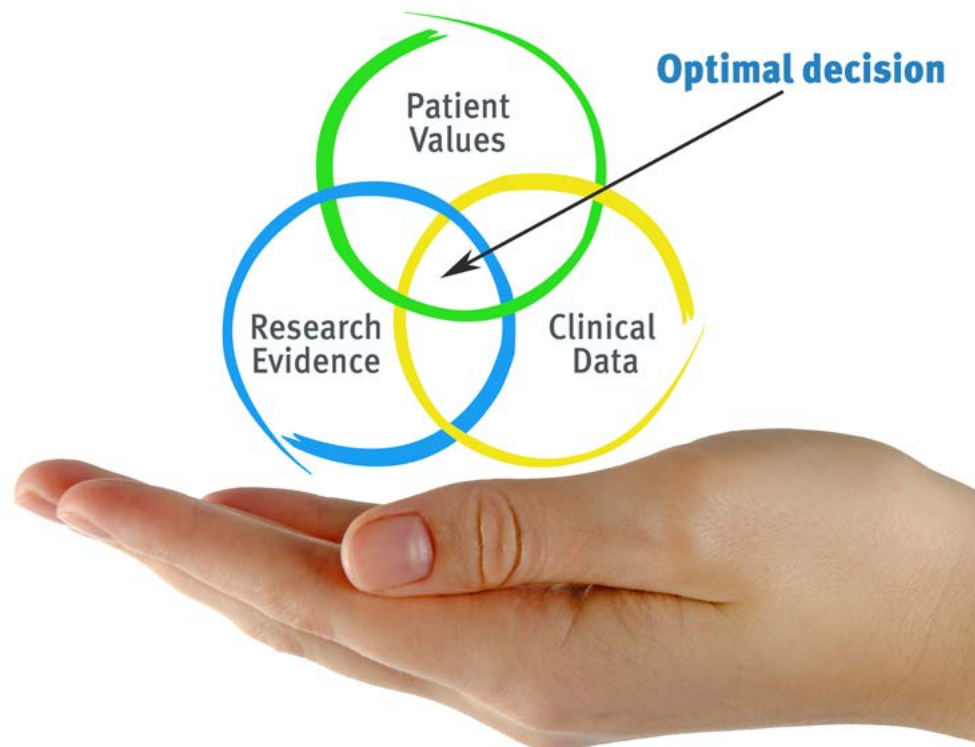 Optimal decision
Patient
Values
Research
Evidence
Clinical
Data